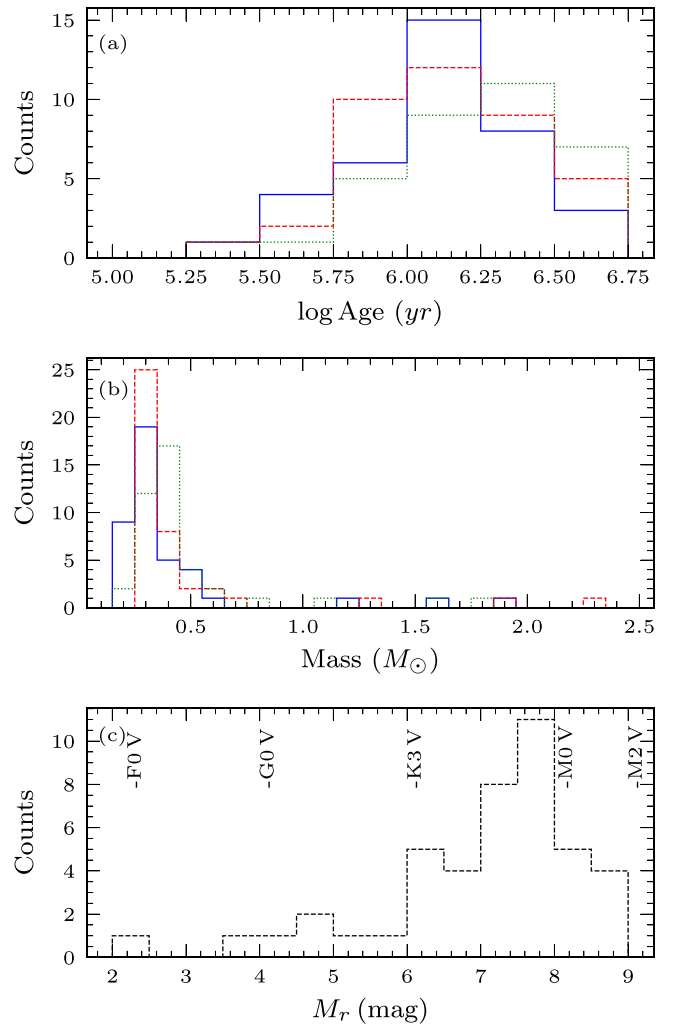 (a)
15
10
5
0
Counts
5.00 5.25 5.50 5.75 6.00 6.25 6.50 6.75
log Age (yr)
(b)
25
20
15
10
5
0
Counts
0.5 1.0 1.5 2.0 2.5
Mass (M⊙)
(c)
-F0 V -G0 V -K3 V -M0 V -M2 V
10
8
6
4
2
0
Counts
2 3 4 5 6 7 8 9
M_r (mag)